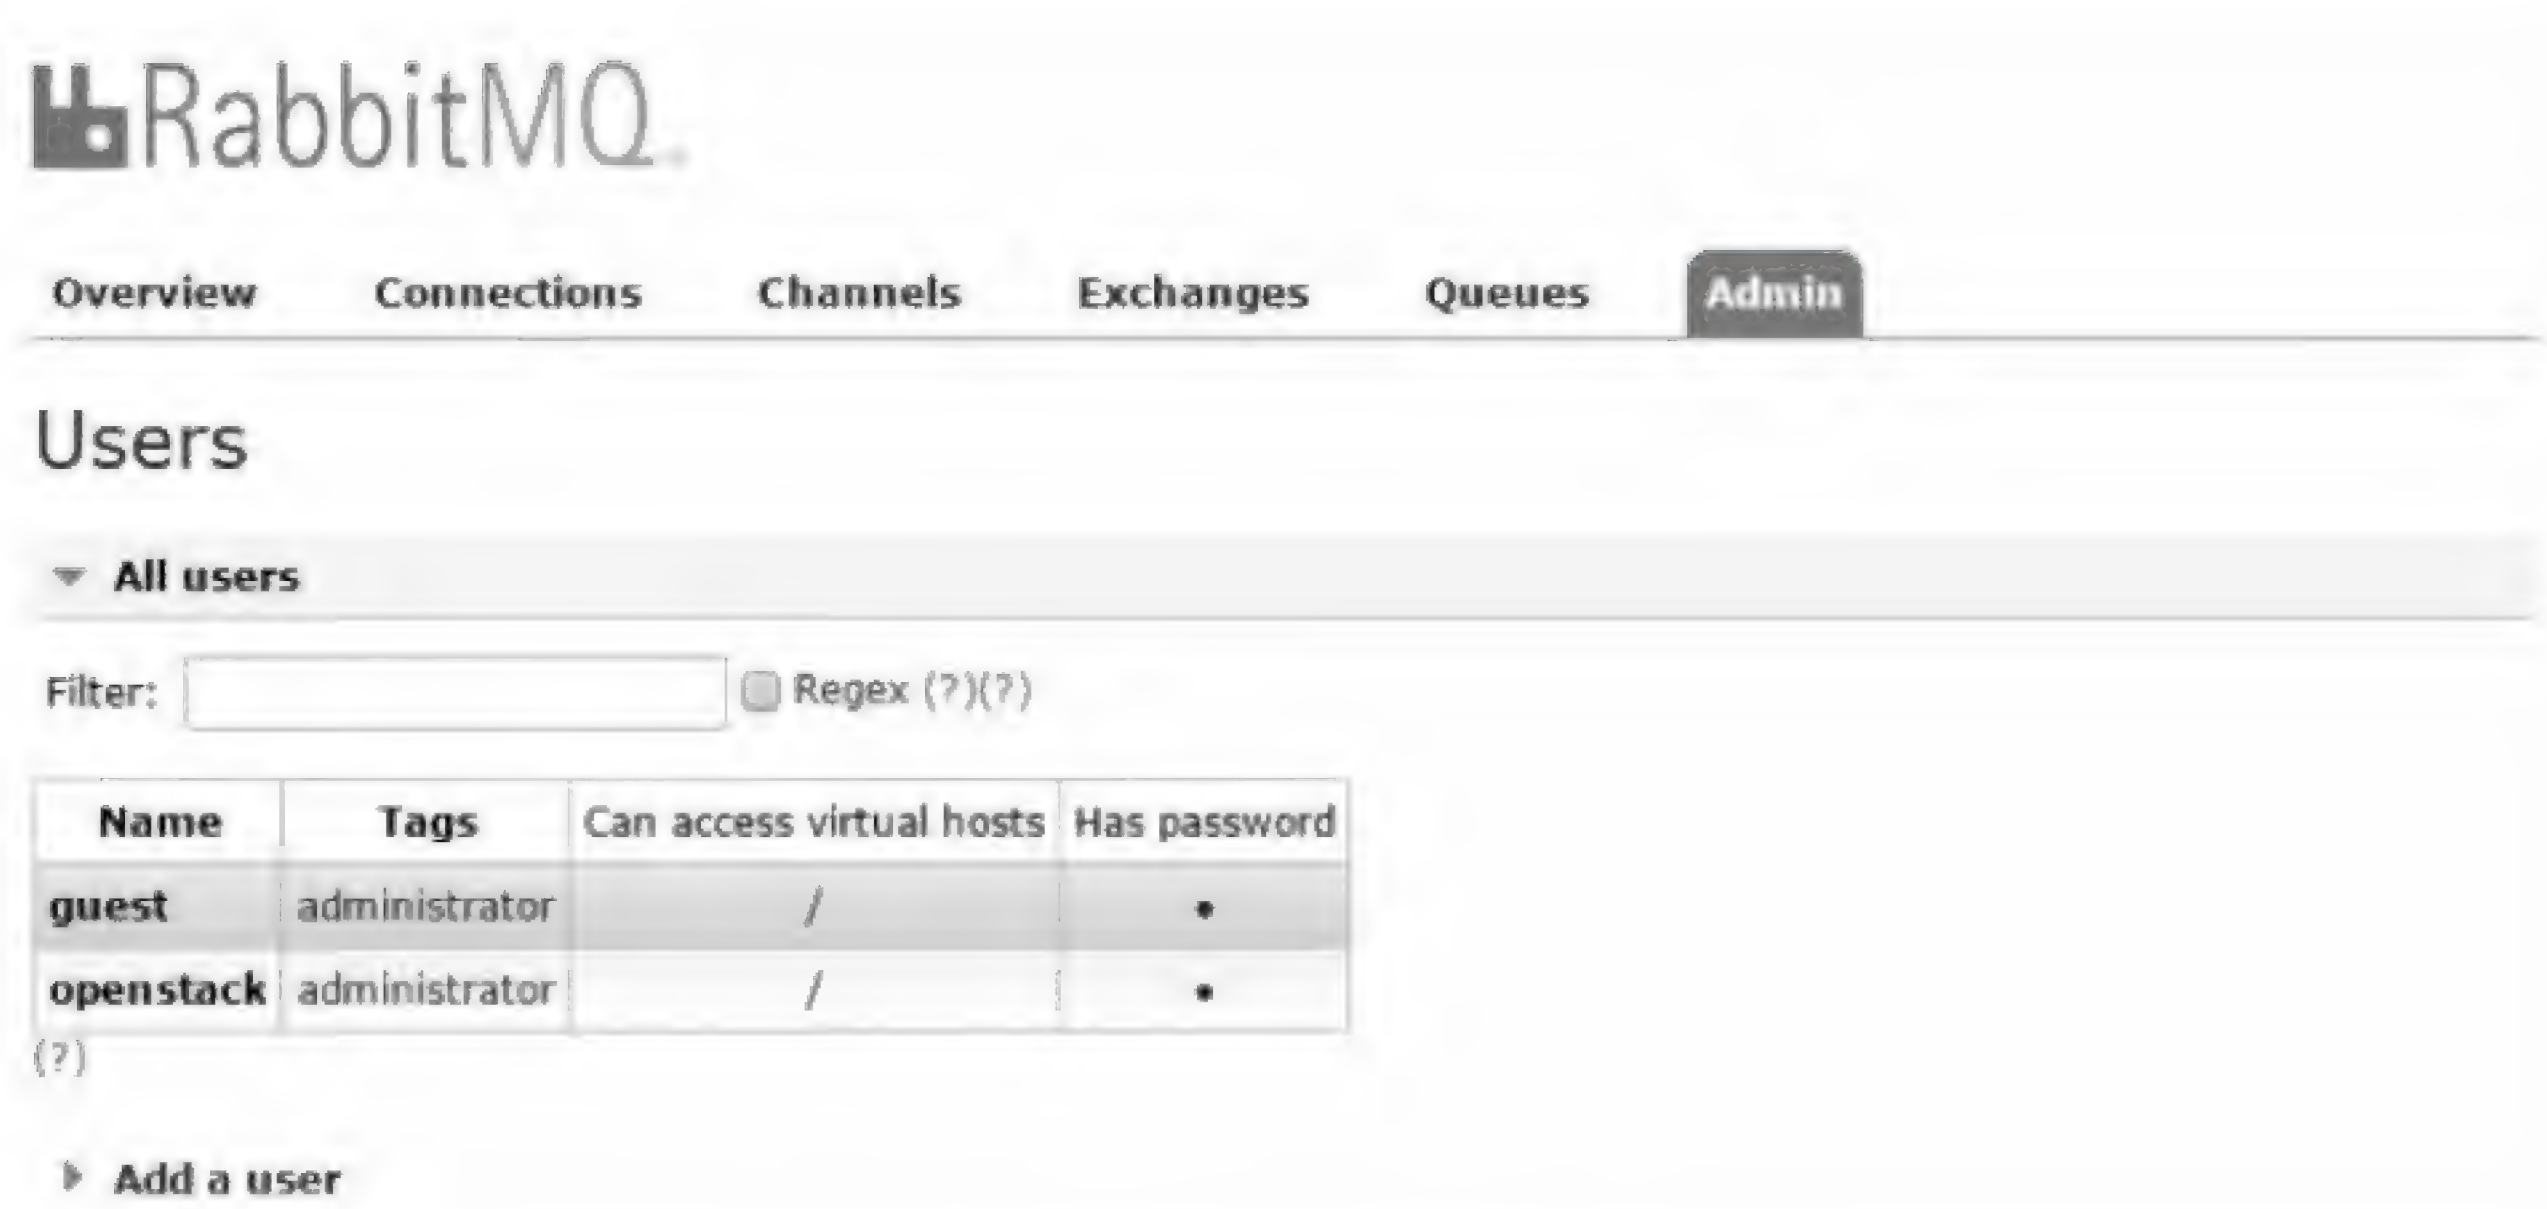 RabbitMQ.
Overview Connections Channels Exchanges Queues Admin
Users
All users
Filter: Regex (?)(?)
Name Tags Can access virtual hosts Has password
guest administrator / •
openstack administrator / •
(?)
Add a user